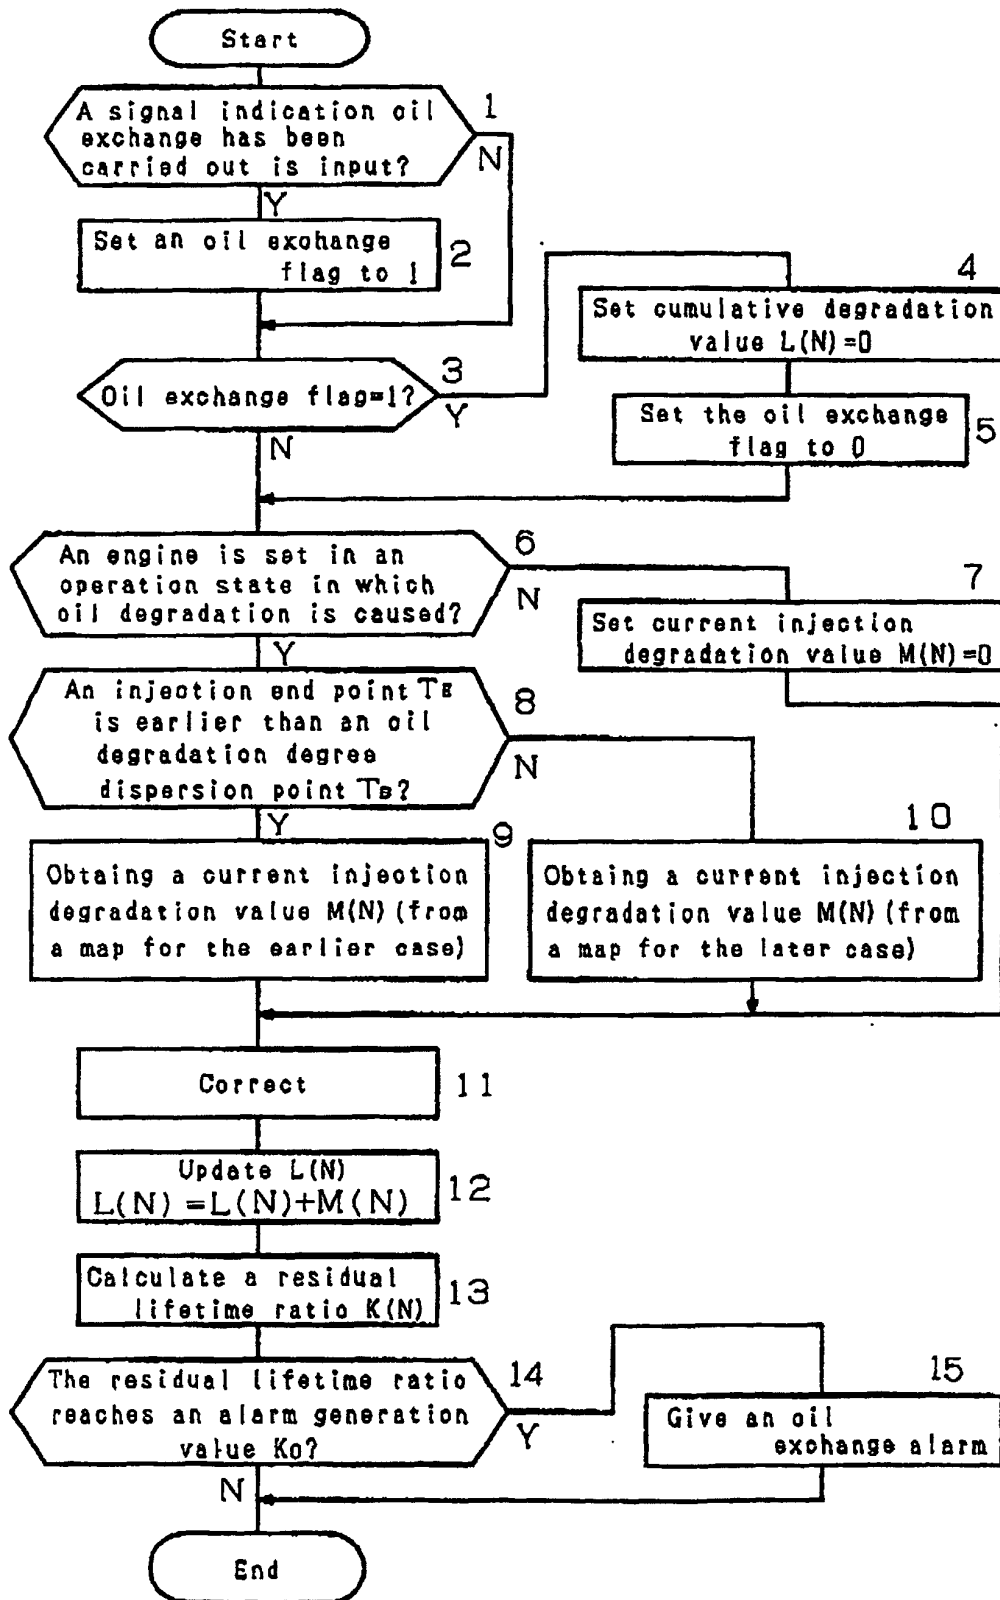 Start
A signal indication oil
exchange has been
carried out is input?
1
N
Y
Set an oil exchange
flag to 1
2
Oil exchange flag=1?
3
Y
N
4
Set cumulative degradation
value L(N)=0
Set the oil exchange
flag to 0
5
An engine is set in an
operation state in which
oil degradation is caused?
6
N
Y
7
Set current injection
degradation value M(N)=0
An injection end point TE
is earlier than an oil
degradation degree
dispersion point TB?
8
N
Y
9
Obtaing a current injection
degradation value M(N) (from
a map for the earlier case)
10
Obtaing a current injection
degradation value M(N) (from
a map for the later case)
Correct
11
Update L(N)
L(N) =L(N)+M(N)
12
Calculate a residual
lifetime ratio K(N)
13
The residual lifetime ratio
reaches an alarm generation
value Ko?
14
Y
N
15
Give an oil
exchange alarm
End